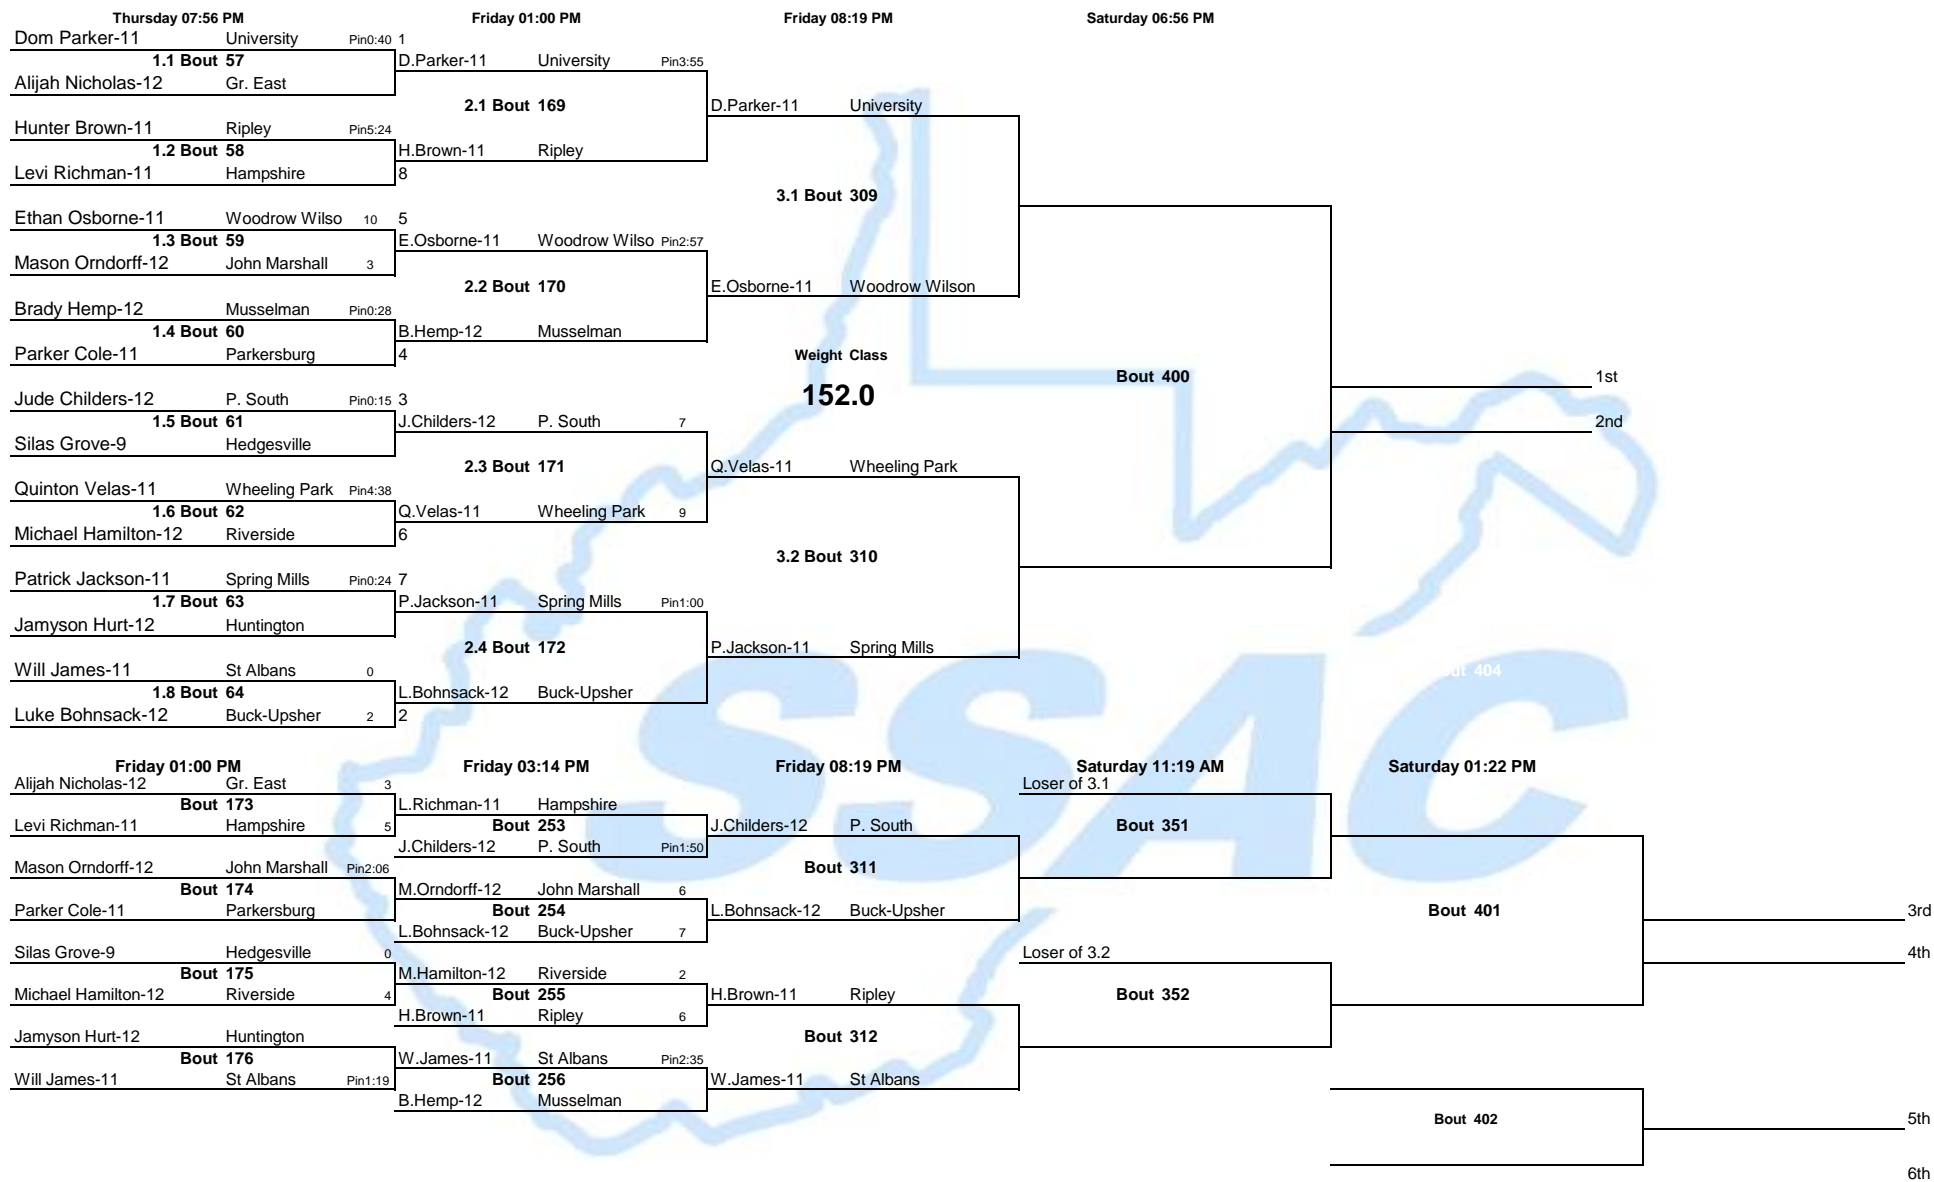 Thursday 07:56 PM Friday 01:00 PM Friday 08:19 PM Saturday 06:56 PM
Dom Parker-11 University Pin0:40 1
1.1 Bout 57 D.Parker-11 University Pin3:55
Alijah Nicholas-12 Gr. East
2.1 Bout 169 D.Parker-11 University
Hunter Brown-11 Ripley Pin5:24
1.2 Bout 58 H.Brown-11 Ripley
Levi Richman-11 Hampshire 8
3.1 Bout 309
Ethan Osborne-11 Woodrow Wilso 10 5
1.3 Bout 59 E.Osborne-11 Woodrow Wilso Pin2:57
Mason Orndorff-12 John Marshall 3
2.2 Bout 170 E.Osborne-11 Woodrow Wilson
Brady Hemp-12 Musselman Pin0:28
1.4 Bout 60 B.Hemp-12 Musselman
Parker Cole-11 Parkersburg 4 Weight Class
Bout 400 1st
Jude Childers-12 P. South Pin0:15 3 152.0
1.5 Bout 61 J.Childers-12 P. South 7 2nd
Silas Grove-9 Hedgesville
2.3 Bout 171 Q.Velas-11 Wheeling Park
Quinton Velas-11 Wheeling Park Pin4:38
1.6 Bout 62 Q.Velas-11 Wheeling Park 9
Michael Hamilton-12 Riverside 6
3.2 Bout 310
Patrick Jackson-11 Spring Mills Pin0:24 7
1.7 Bout 63 P.Jackson-11 Spring Mills Pin1:00
Jamyson Hurt-12 Huntington
2.4 Bout 172 P.Jackson-11 Spring Mills
Will James-11 St Albans 0 404
1.8 Bout 64 L.Bohnsack-12 Buck-Upsher
Luke Bohnsack-12 Buck-Upsher 2 2
SSAC
Friday 01:00 PM Friday 03:14 PM Friday 08:19 PM Saturday 11:19 AM Saturday 01:22 PM
Alijah Nicholas-12 Gr. East 3 Loser of 3.1
Bout 173 L.Richman-11 Hampshire
Levi Richman-11 Hampshire 5 Bout 253 J.Childers-12 P. South Bout 351
J.Childers-12 P. South Pin1:50
Mason Orndorff-12 John Marshall Pin2:06 Bout 311
Bout 174 M.Orndorff-12 John Marshall 6
Parker Cole-11 Parkersburg Bout 254 L.Bohnsack-12 Buck-Upsher Bout 401 3rd
L.Bohnsack-12 Buck-Upsher 7
Silas Grove-9 Hedgesville 0 Loser of 3.2 4th
Bout 175 M.Hamilton-12 Riverside 2
Michael Hamilton-12 Riverside 4 Bout 255 H.Brown-11 Ripley Bout 352
H.Brown-11 Ripley 6
Jamyson Hurt-12 Huntington Bout 312
Bout 176 W.James-11 St Albans Pin2:35
Will James-11 St Albans Pin1:19 Bout 256 W.James-11 St Albans
B.Hemp-12 Musselman
Bout 402 5th
6th